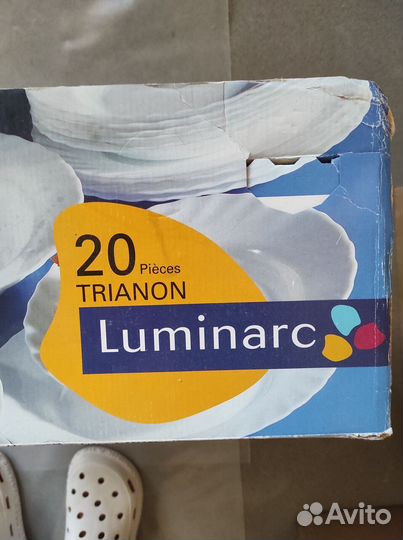 20 Pièces
TRIANON
Luminarc
Avito